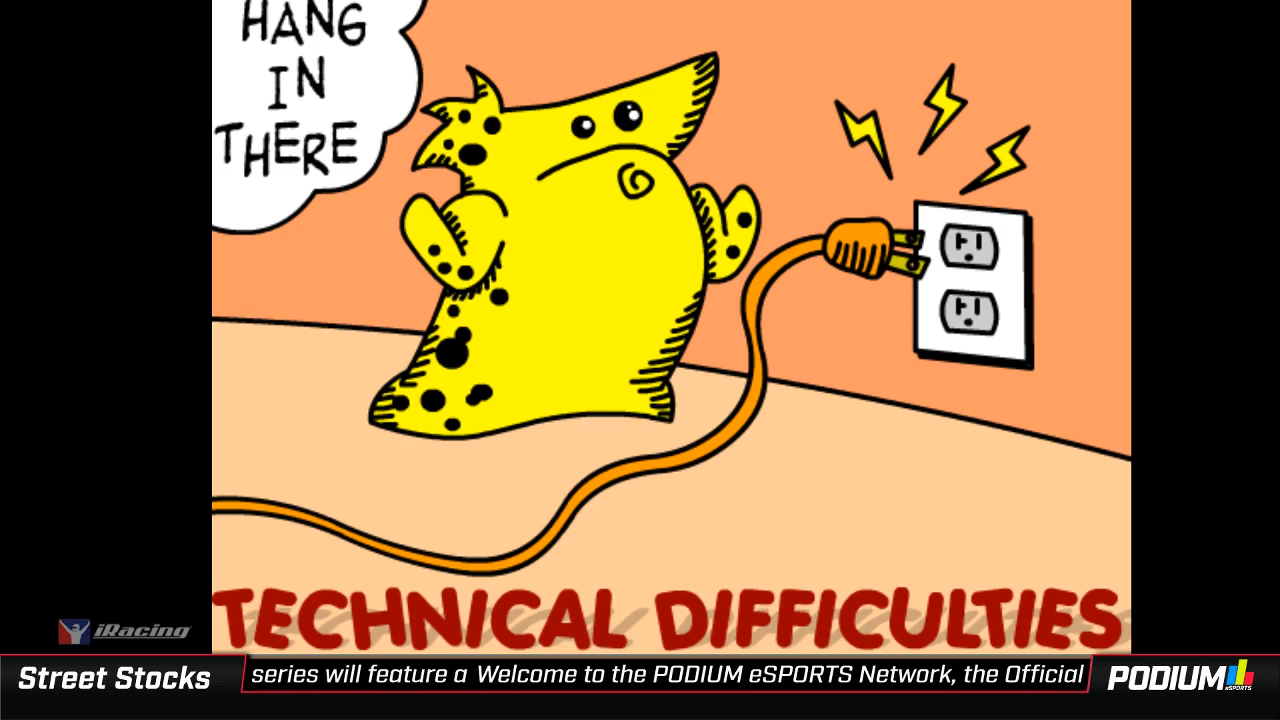 HANG
IN
THERE
TECHNICAL DIFFICULTIES
iRacing
Street Stocks
series will feature a Welcome to the PODIUM eSPORTS Network, the Official
PODIUM
eSPORTS